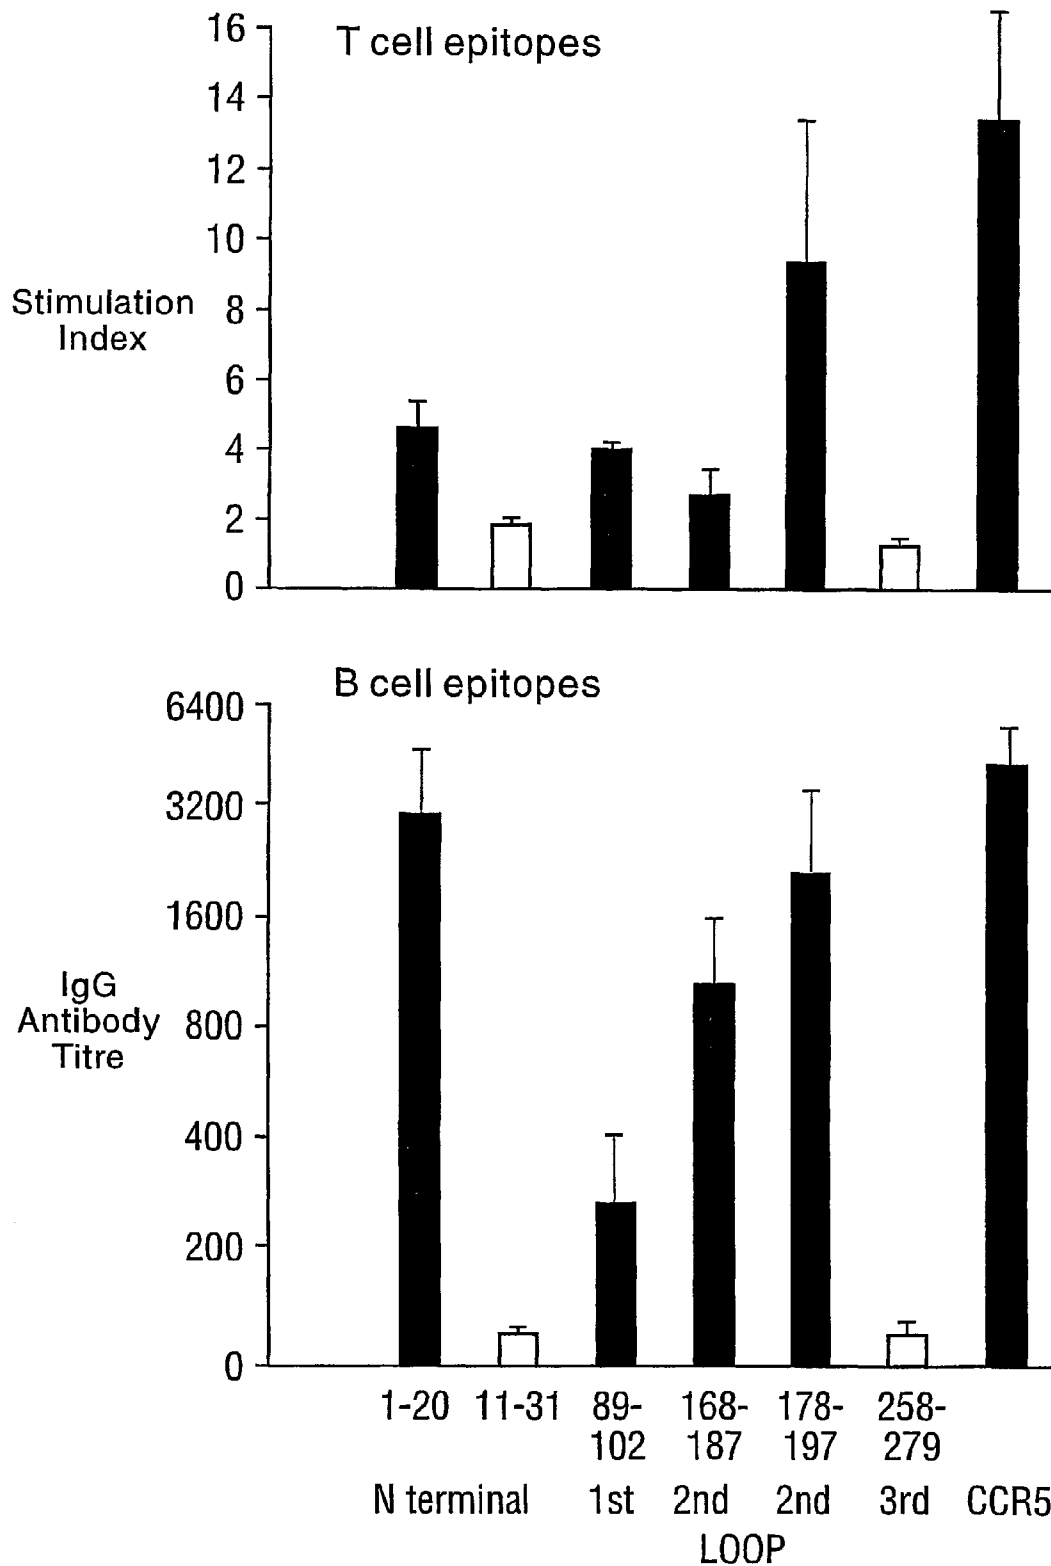 T cell epitopes
16
14
12
10
8
6
4
2
0
Stimulation
Index
B cell epitopes
6400
3200
1600
800
400
200
0
IgG
Antibody
Titre
1-20 11-31 89- 168- 178- 258-
102 187 197 279
N terminal 1st 2nd 2nd 3rd CCR5
LOOP